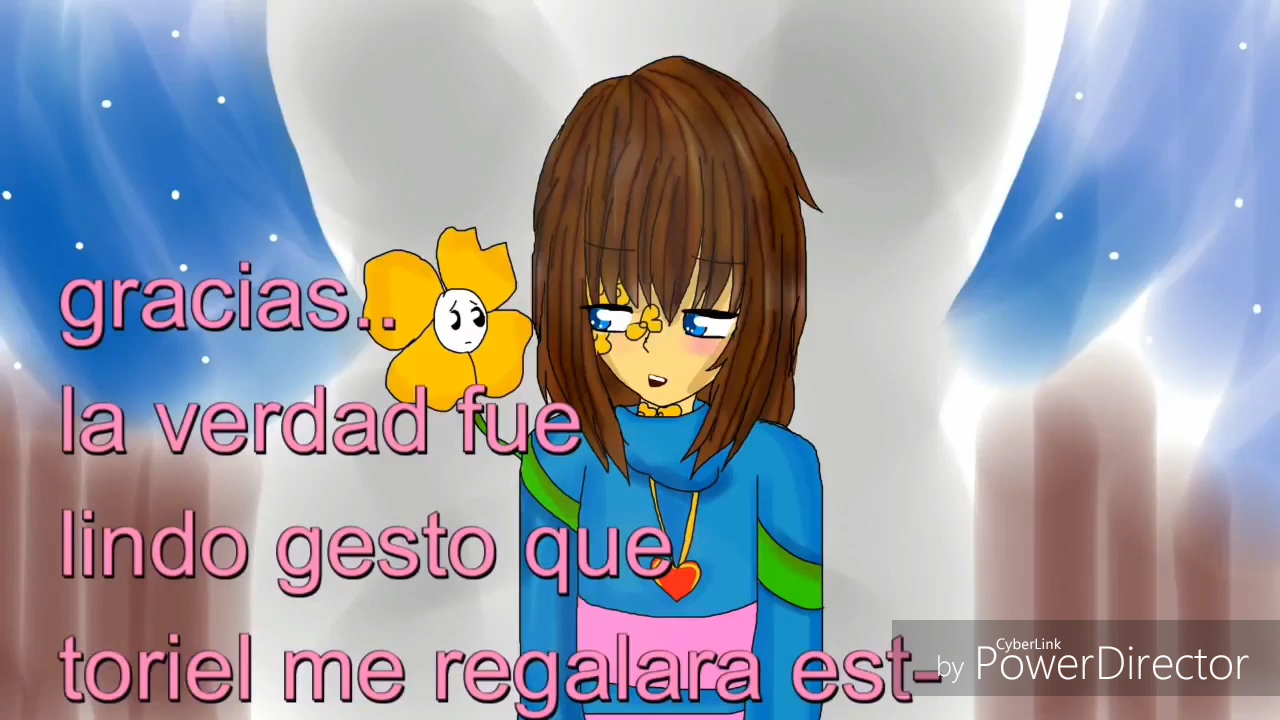 gracias..
la verdad fue
lindo gesto que
toriel me regalara est-
CyberLink
by PowerDirector